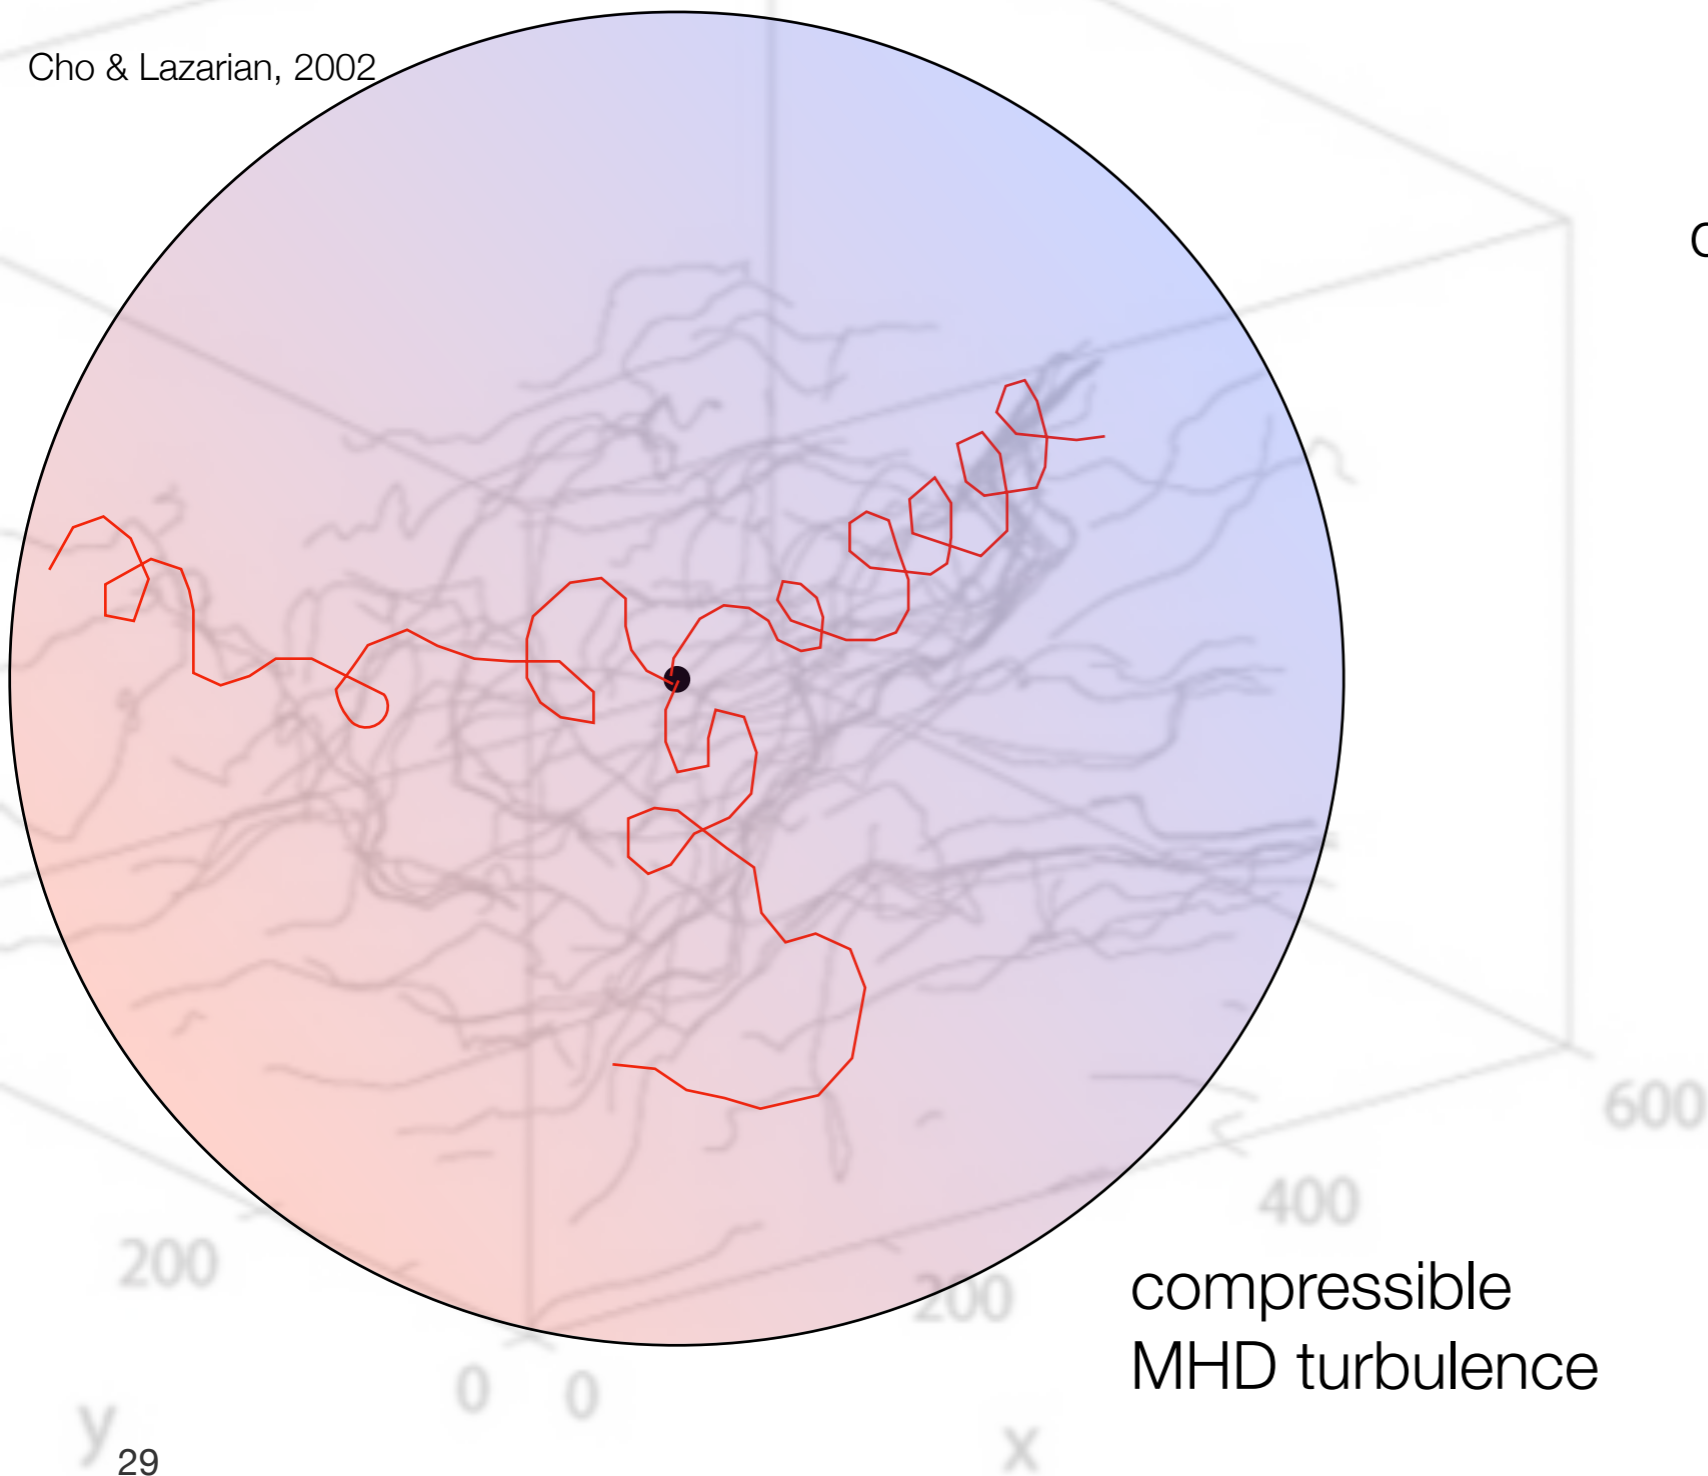 Cho & Lazarian, 2002
600
400
200
200
compressible
MHD turbulence
0 0
y
x
29